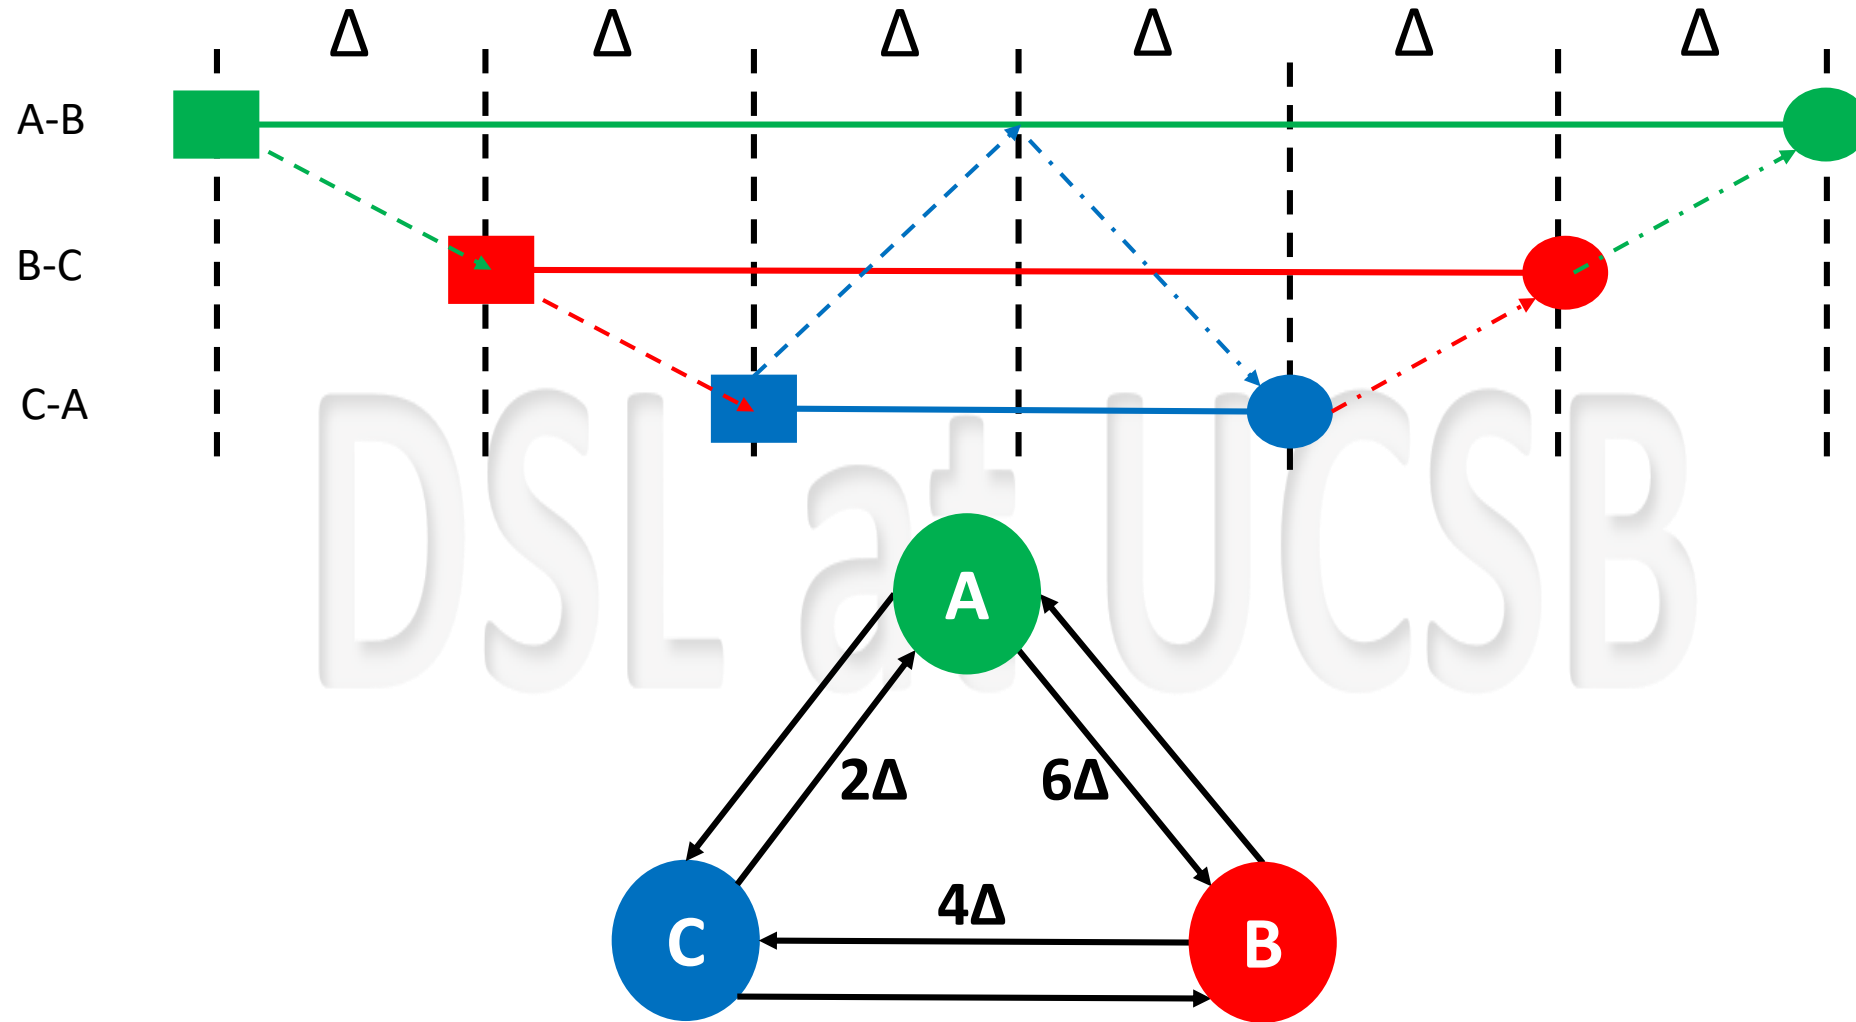 Δ Δ Δ Δ Δ Δ
A-B
B-C
C-A
DSL at UCSB
A
2Δ 6Δ
4Δ
C B